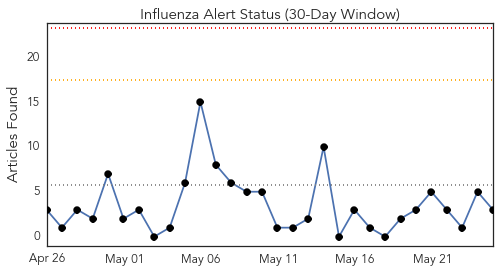 Influenza Alert Status (30-Day Window)
Articles Found
20
15
10
5
0
Apr 26
May 01
May 06
May 11
May 16
May 21